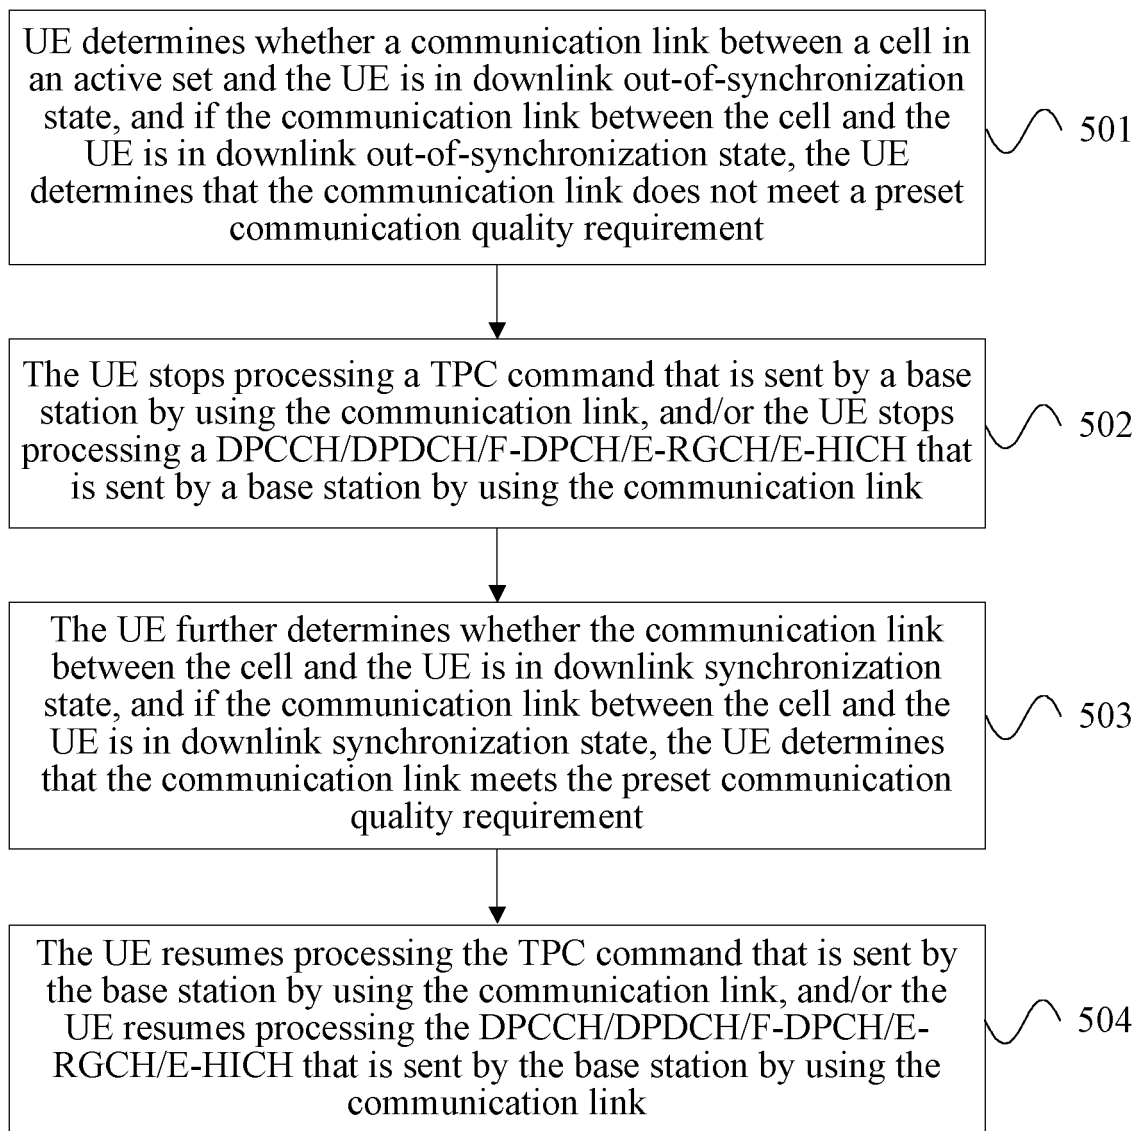 UE determines whether a communication link between a cell in
an active set and the UE is in downlink out-of-synchronization
state, and if the communication link between the cell and the
UE is in downlink out-of-synchronization state, the UE
determines that the communication link does not meet a preset
communication quality requirement
501
The UE stops processing a TPC command that is sent by a base
station by using the communication link, and/or the UE stops
processing a DPCCH/DPDCH/F-DPCH/E-RGCH/E-HICH that
is sent by a base station by using the communication link
502
The UE further determines whether the communication link
between the cell and the UE is in downlink synchronization
state, and if the communication link between the cell and the
UE is in downlink synchronization state, the UE determines
that the communication link meets the preset communication
quality requirement
503
The UE resumes processing the TPC command that is sent by
the base station by using the communication link, and/or the
UE resumes processing the DPCCH/DPDCH/F-DPCH/E-
RGCH/E-HICH that is sent by the base station by using the
communication link
504